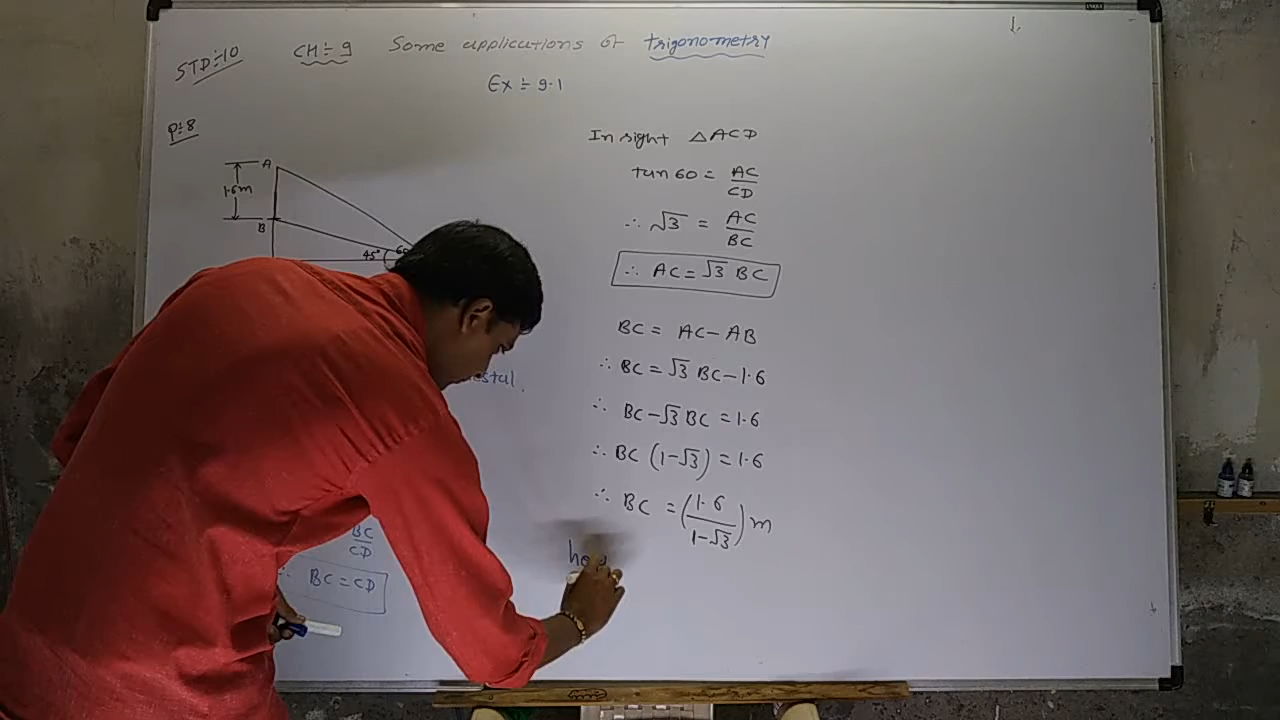 STD:-10
CH:- 9 Some applications of trigonometry
Ex:- 9.1
P:-8
A
1.6m
B
45°
BC
CD
∴ BC = CD
In right △ACD
tan 60 = AC/CD
∴ √3 = AC/BC
∴ AC = √3 BC
BC = AC - AB
∴ BC = √3 BC - 1.6
∴ BC - √3 BC = 1.6
∴ BC (1-√3) = 1.6
∴ BC = (1.6/1-√3) m